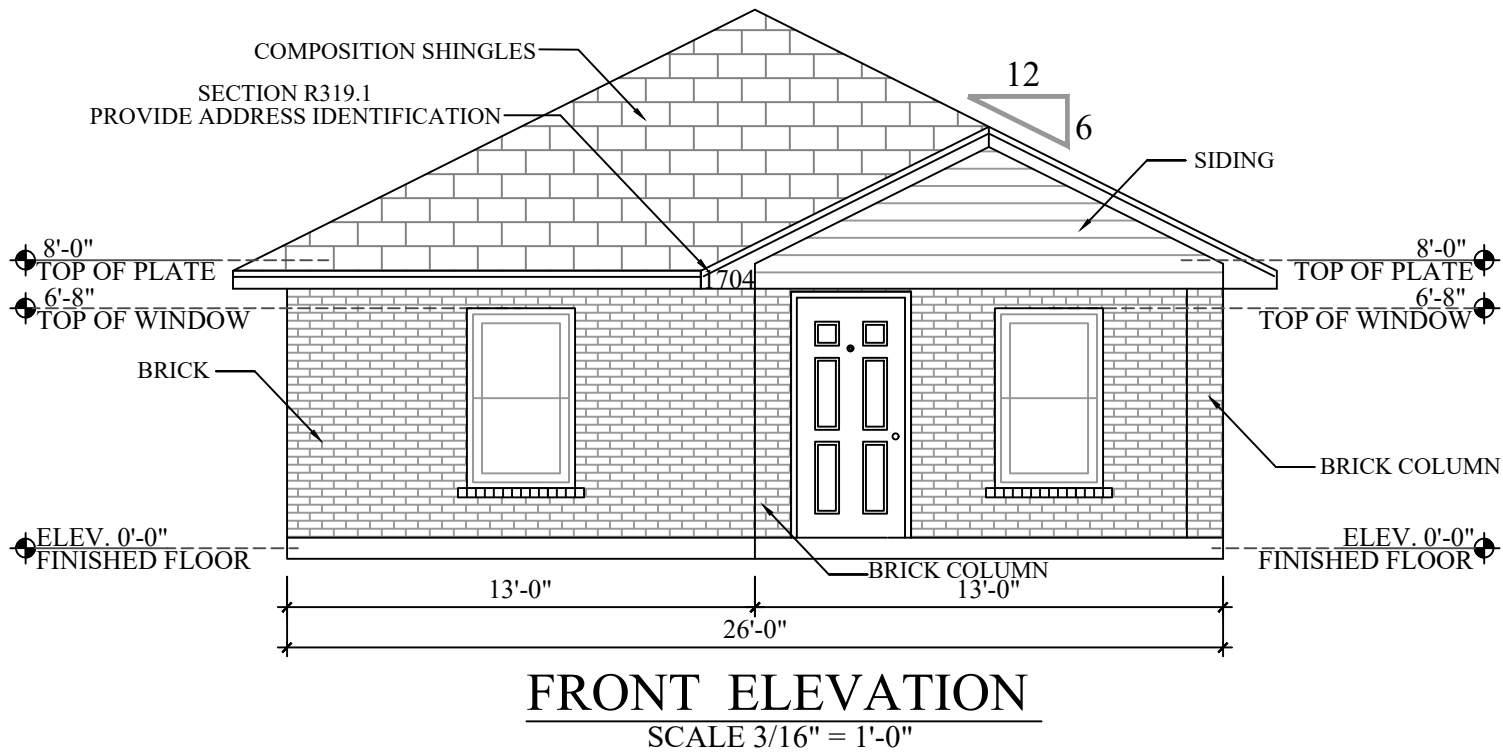 COMPOSITION SHINGLES
SECTION R319.1
PROVIDE ADDRESS IDENTIFICATION
12
6
SIDING
8'-0"
TOP OF PLATE
8'-0"
TOP OF PLATE
1704
6'-8"
TOP OF WINDOW
6'-8"
TOP OF WINDOW
BRICK
BRICK COLUMN
ELEV. 0'-0"
FINISHED FLOOR
ELEV. 0'-0"
FINISHED FLOOR
BRICK COLUMN
13'-0"
13'-0"
26'-0"
FRONT ELEVATION
SCALE 3/16" = 1'-0"